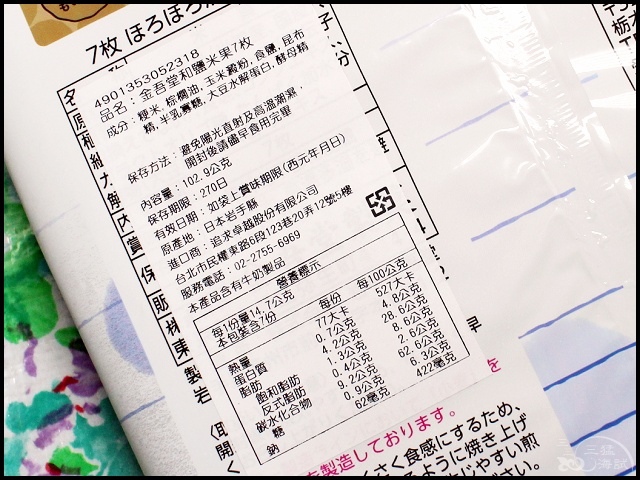 7枚 ほろほろ
4901353052318
品名：金吾堂和鹽米果7枚
成分：粳米, 棕櫚油, 玉米澱粉, 食鹽, 昆布
精, 半乳寡糖, 大豆水解蛋白, 酵母精
保存方法：避免陽光直射及高溫潮濕，
開封後請儘早食用完畢
內容量：102.9公克
保存期限：270日
有效日期：如袋上賞味期限(西元年月日)
原產地：日本岩手縣
進口商：追求卓越股份有限公司
台北市民權東路6段123巷20弄12號5樓
服務電話：02-2755-6969
本產品含有牛奶製品
營養標示
每1份量14.7公克
本包裝含7份
每份 每100公克
熱量 77大卡 527大卡
蛋白質 0.7公克 4.8公克
脂肪 4.2公克 28.6公克
飽和脂肪 1.3公克 8.6公克
反式脂肪 0.4公克 2.6公克
碳水化合物 9.2公克 62.6公克
糖 0.9公克 6.3公克
鈉 62毫克 422毫克
製造しております。
くさく食感にするため、
ように焼き上げ
じやすい煎
ださい。